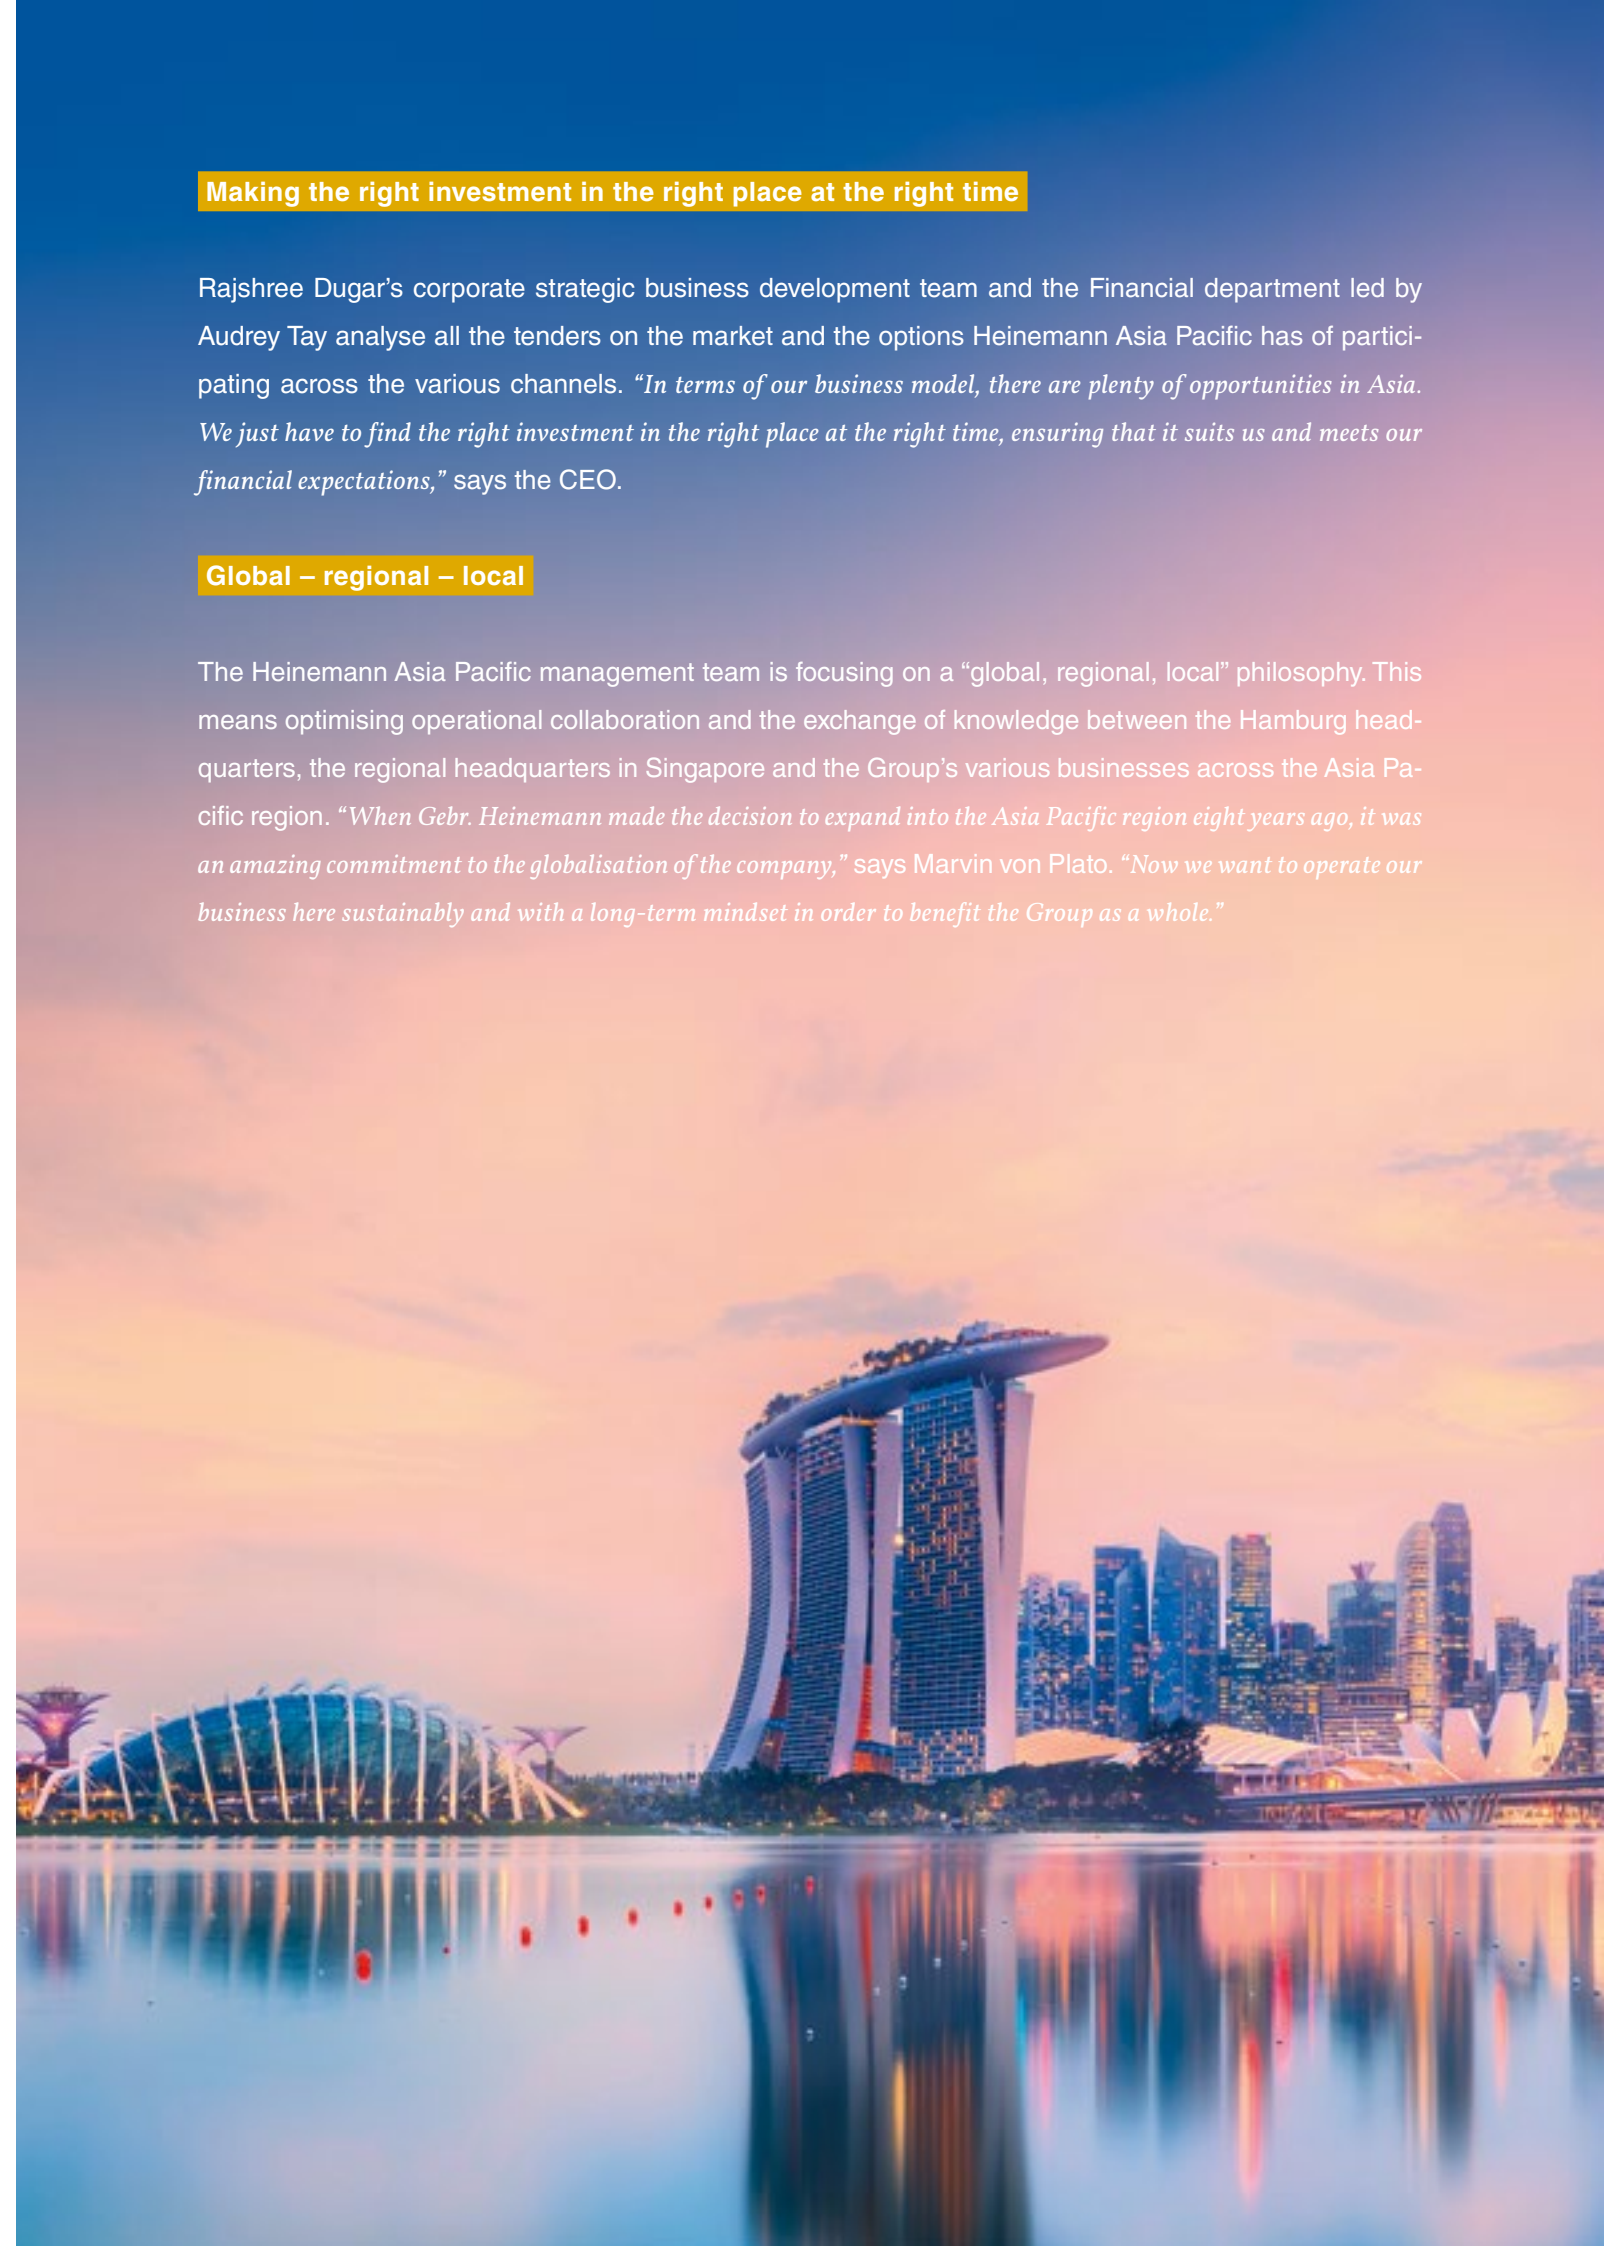 Making the right investment in the right place at the right time
Rajshree Dugar’s corporate strategic business development team and the Financial department led by
Audrey Tay analyse all the tenders on the market and the options Heinemann Asia Pacific has of partici-
pating across the various channels. “In terms of our business model, there are plenty of opportunities in Asia.
We just have to find the right investment in the right place at the right time, ensuring that it suits us and meets our
financial expectations,” says the CEO.
Global – regional – local
The Heinemann Asia Pacific management team is focusing on a “global, regional, local” philosophy. This
means optimising operational collaboration and the exchange of knowledge between the Hamburg head-
quarters, the regional headquarters in Singapore and the Group’s various businesses across the Asia Pa-
cific region. “When Gebr. Heinemann made the decision to expand into the Asia Pacific region eight years ago, it was
an amazing commitment to the globalisation of the company,” says Marvin von Plato. “Now we want to operate our
business here sustainably and with a long-term mindset in order to benefit the Group as a whole.”